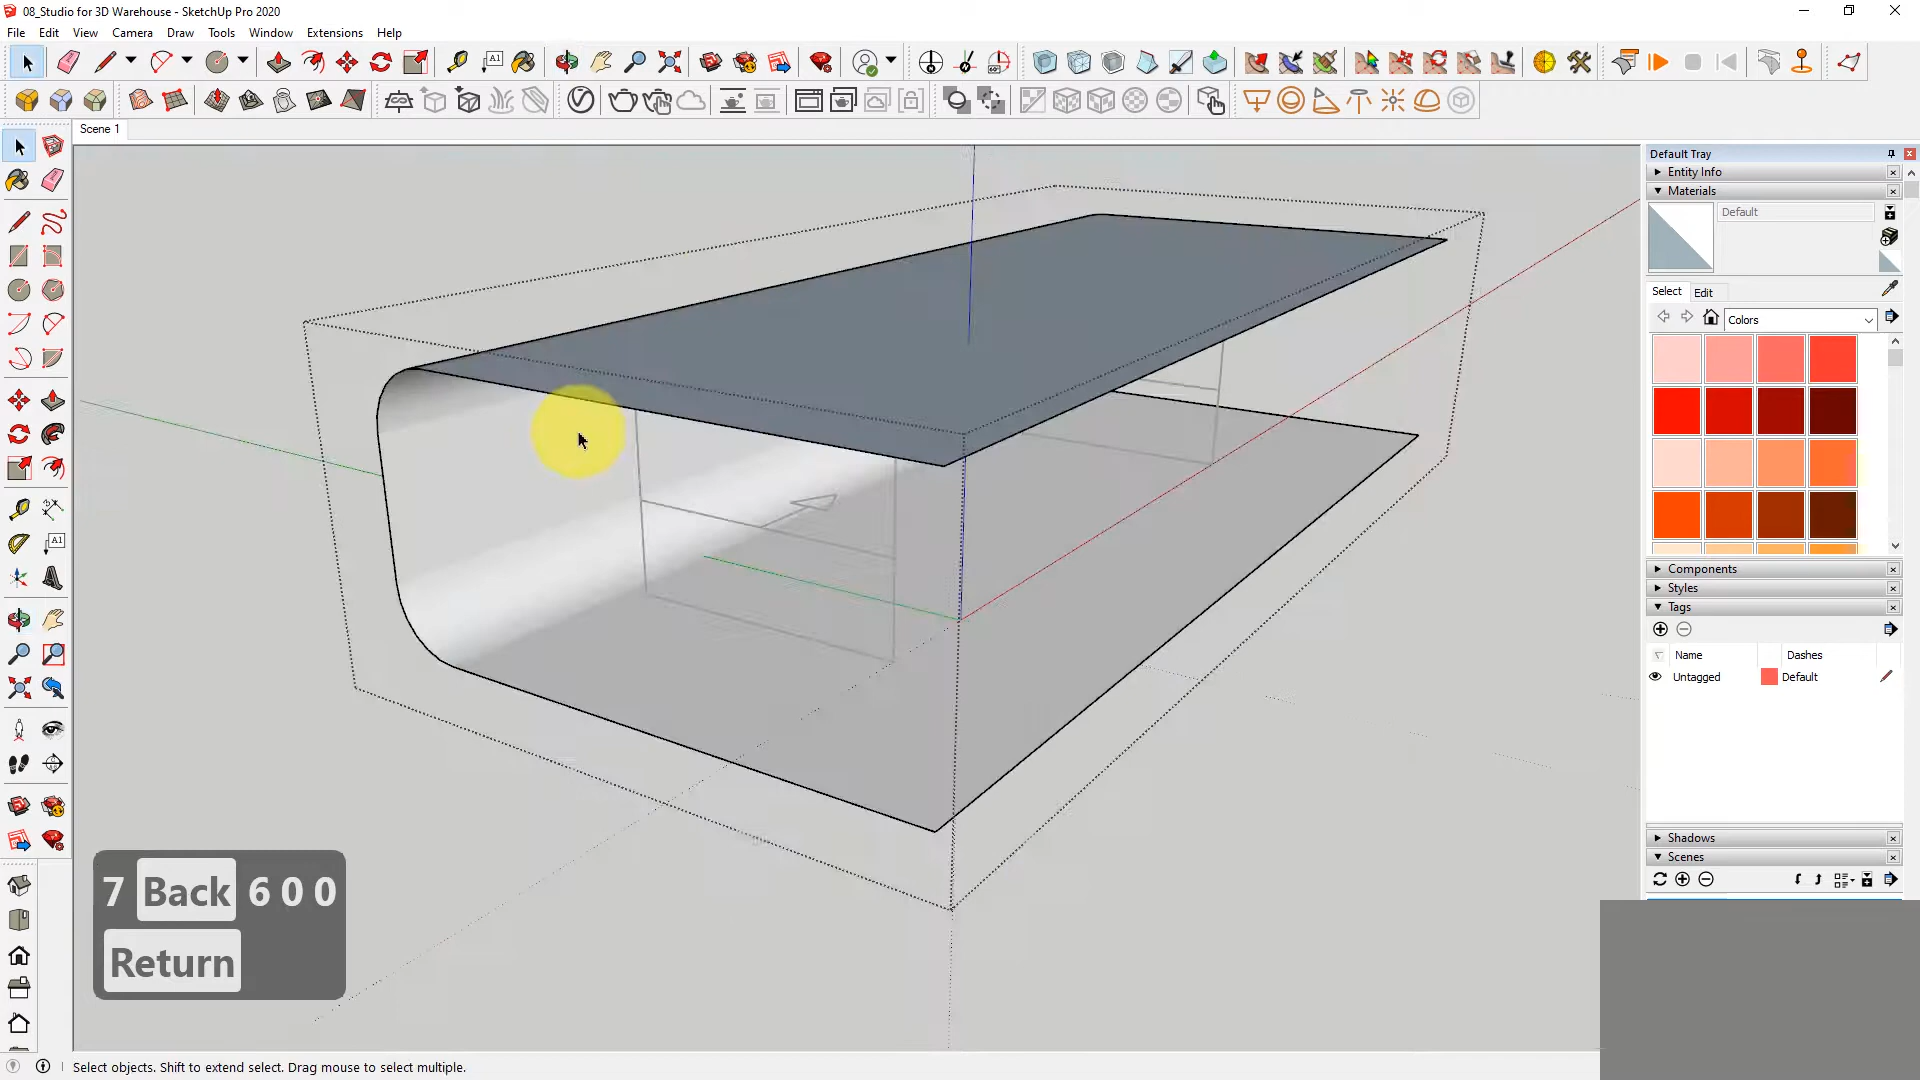 08_Studio for 3D Warehouse - SketchUp Pro 2020
File Edit View Camera Draw Tools Window Extensions Help
Scene 1
Default Tray
Entity Info
Materials
Default
Select Edit
Colors
Components
Styles
Tags
Name Dashes
Untagged Default
Shadows
Scenes
7 Back 6 0 0
Return
Select objects. Shift to extend select. Drag mouse to select multiple.